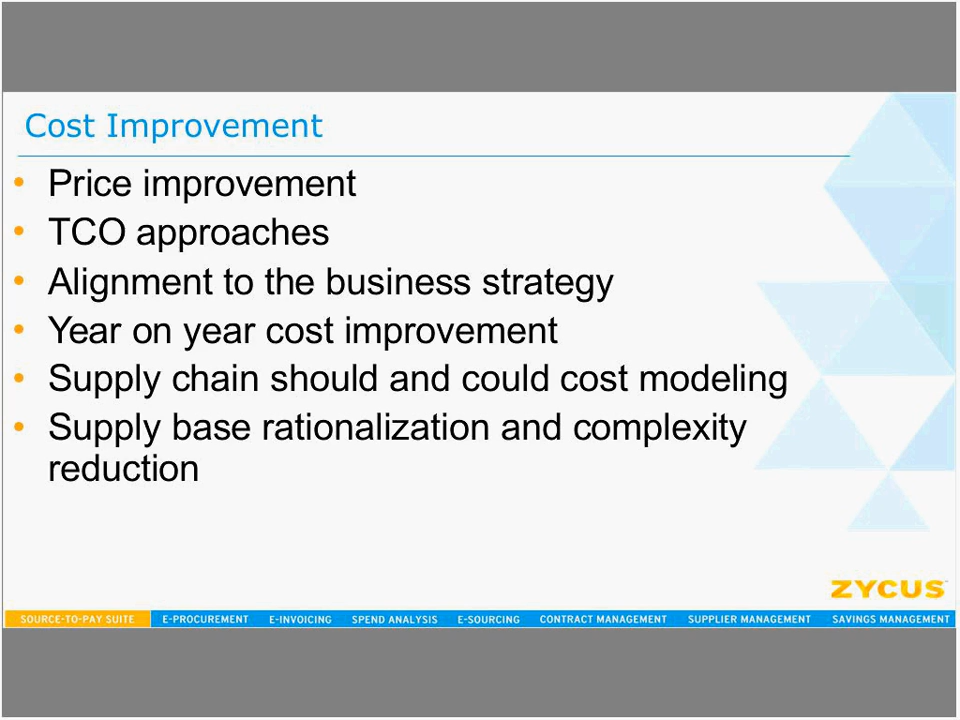 Cost Improvement
• Price improvement
• TCO approaches
• Alignment to the business strategy
• Year on year cost improvement
• Supply chain should and could cost modeling
• Supply base rationalization and complexity
reduction
ZYCUS
SOURCE-TO-PAY SUITE E-PROCUREMENT E-INVOICING SPEND ANALYSIS E-SOURCING CONTRACT MANAGEMENT SUPPLIER MANAGEMENT SAVINGS MANAGEMENT